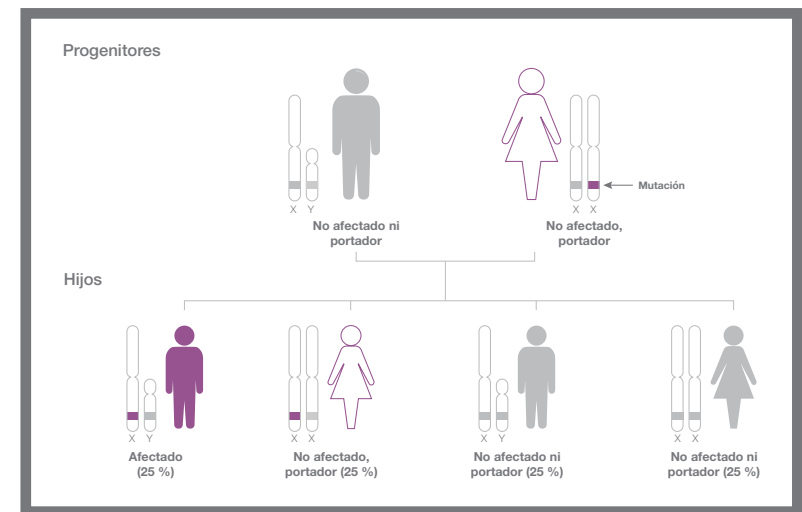 Progenitores
Mutación
X Y
X X
No afectado ni
portador
No afectado,
portador
Hijos
X Y
X X
X Y
X X
Afectado
(25 %)
No afectado,
portador (25 %)
No afectado ni
portador (25 %)
No afectado ni
portador (25 %)